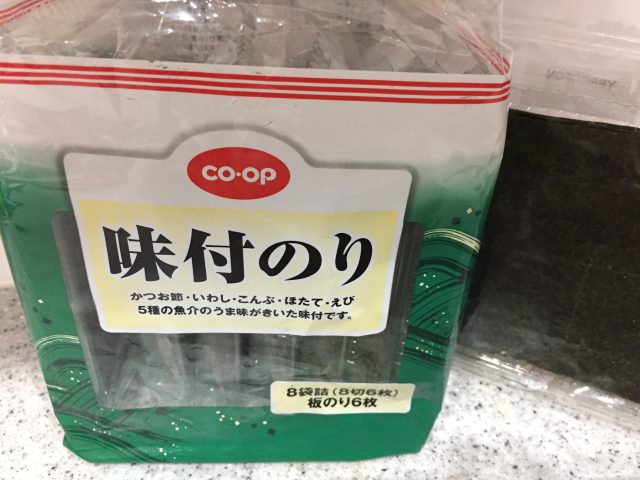 CO・OP
味付のり
かつお節・いわし・こんぶ・ほたて・えび
5種の魚介のうま味がきいた味付です。
8袋詰(8切6枚)
板のり6枚